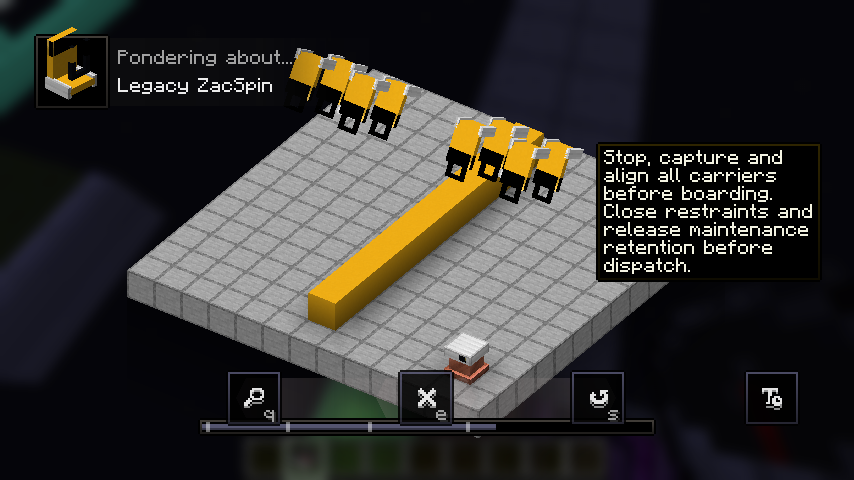 Pondering about...
Legacy ZacSpin
Stop, capture and
align all carriers
before boarding.
Close restraints and
release maintenance
retention before
dispatch.
q
e
s
T